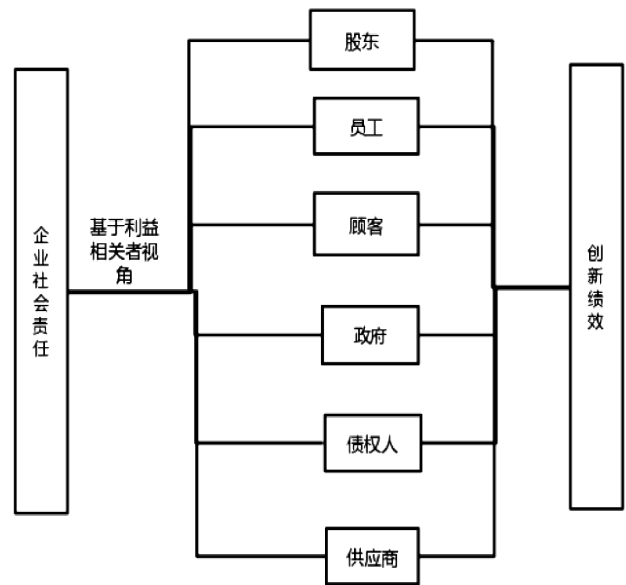 企业社会责任
基于利益
相关者视
角
股东
员工
顾客
政府
债权人
供应商
创新绩效